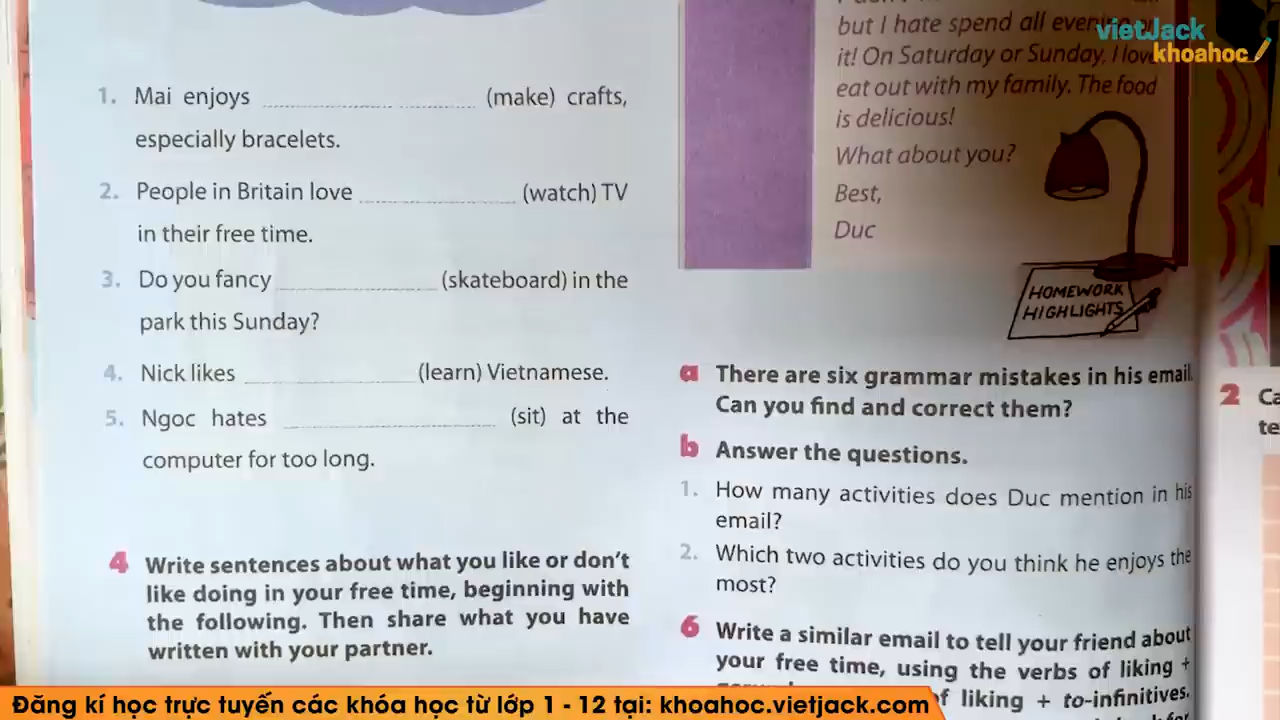 1. Mai enjoys ........ ........ (make) crafts,
especially bracelets.
2. People in Britain love ........ (watch) TV
in their free time.
3. Do you fancy ........ (skateboard) in the
park this Sunday?
4. Nick likes ........ (learn) Vietnamese.
5. Ngoc hates ........ (sit) at the
computer for too long.
4 Write sentences about what you like or don't
like doing in your free time, beginning with
the following. Then share what you have
written with your partner.
but I hate spend all evening
it! On Saturday or Sunday, I love
eat out with my family. The food
is delicious!
What about you?
Best,
Duc
HOMEWORK
HIGHLIGHTS
a There are six grammar mistakes in his email.
Can you find and correct them?
b Answer the questions.
1. How many activities does Duc mention in his
email?
2. Which two activities do you think he enjoys the
most?
6 Write a similar email to tell your friend about
your free time, using the verbs of liking +
of liking + to-infinitives.
2 Ca
te
vietJack
khoahoc
Đăng kí học trực tuyến các khóa học từ lớp 1 - 12 tại: khoahoc.vietjack.com